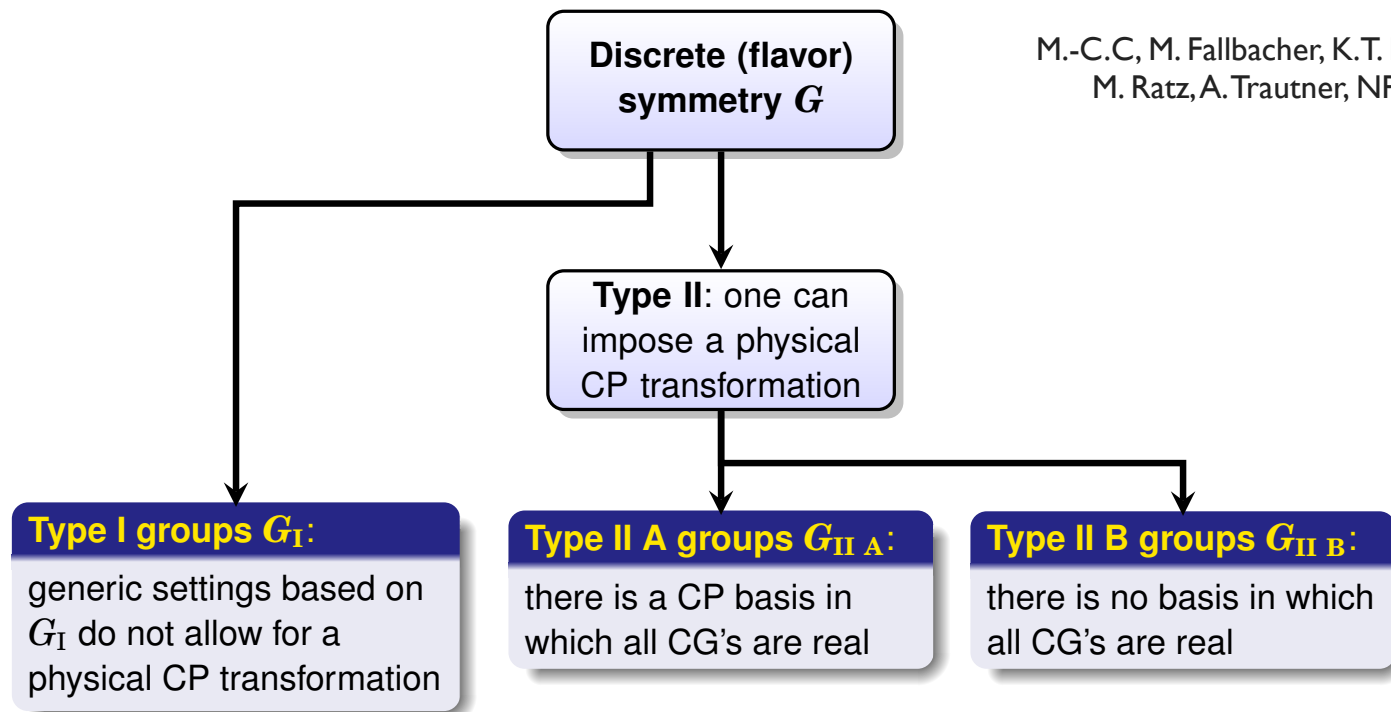 Discrete (flavor)
symmetry G
M.-C.C, M. Fallbacher, K.T.
M. Ratz, A. Trautner,
Type II: one can
impose a physical
CP transformation
Type I groups G_I:
generic settings based on
G_I do not allow for a
physical CP transformation
Type II A groups G_II A:
there is a CP basis in
which all CG's are real
Type II B groups G_II B:
there is no basis in which
all CG's are real